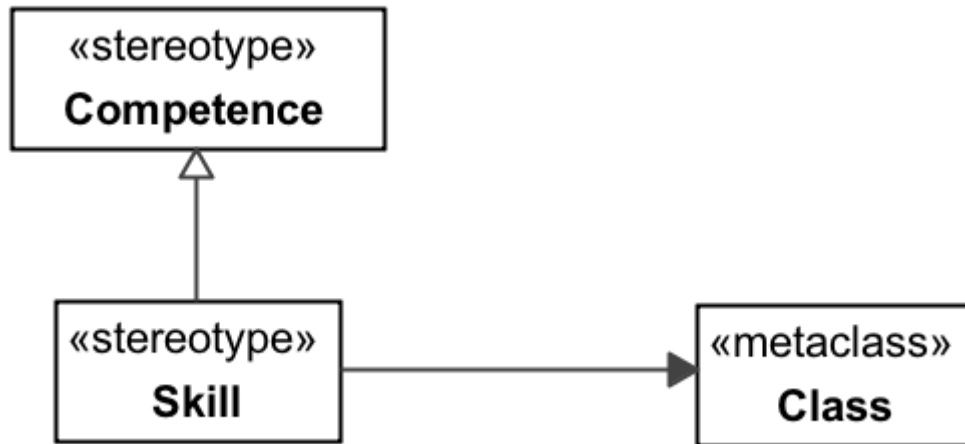 «stereotype»
Competence
«stereotype»
Skill
«metaclass»
Class